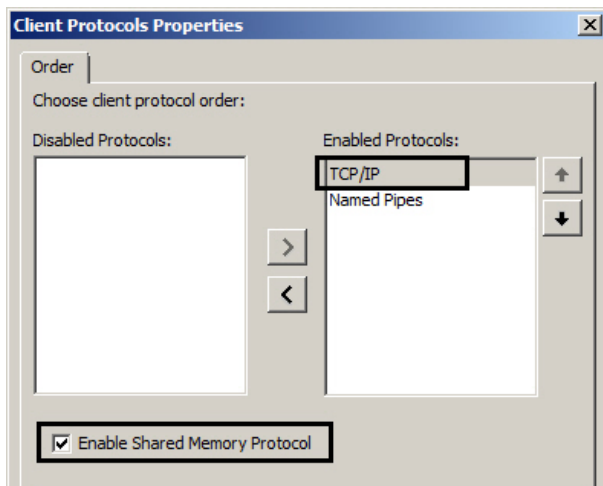 Client Protocols Properties
Order
Choose client protocol order:
Disabled Protocols:
Enabled Protocols:
TCP/IP
Named Pipes
Enable Shared Memory Protocol